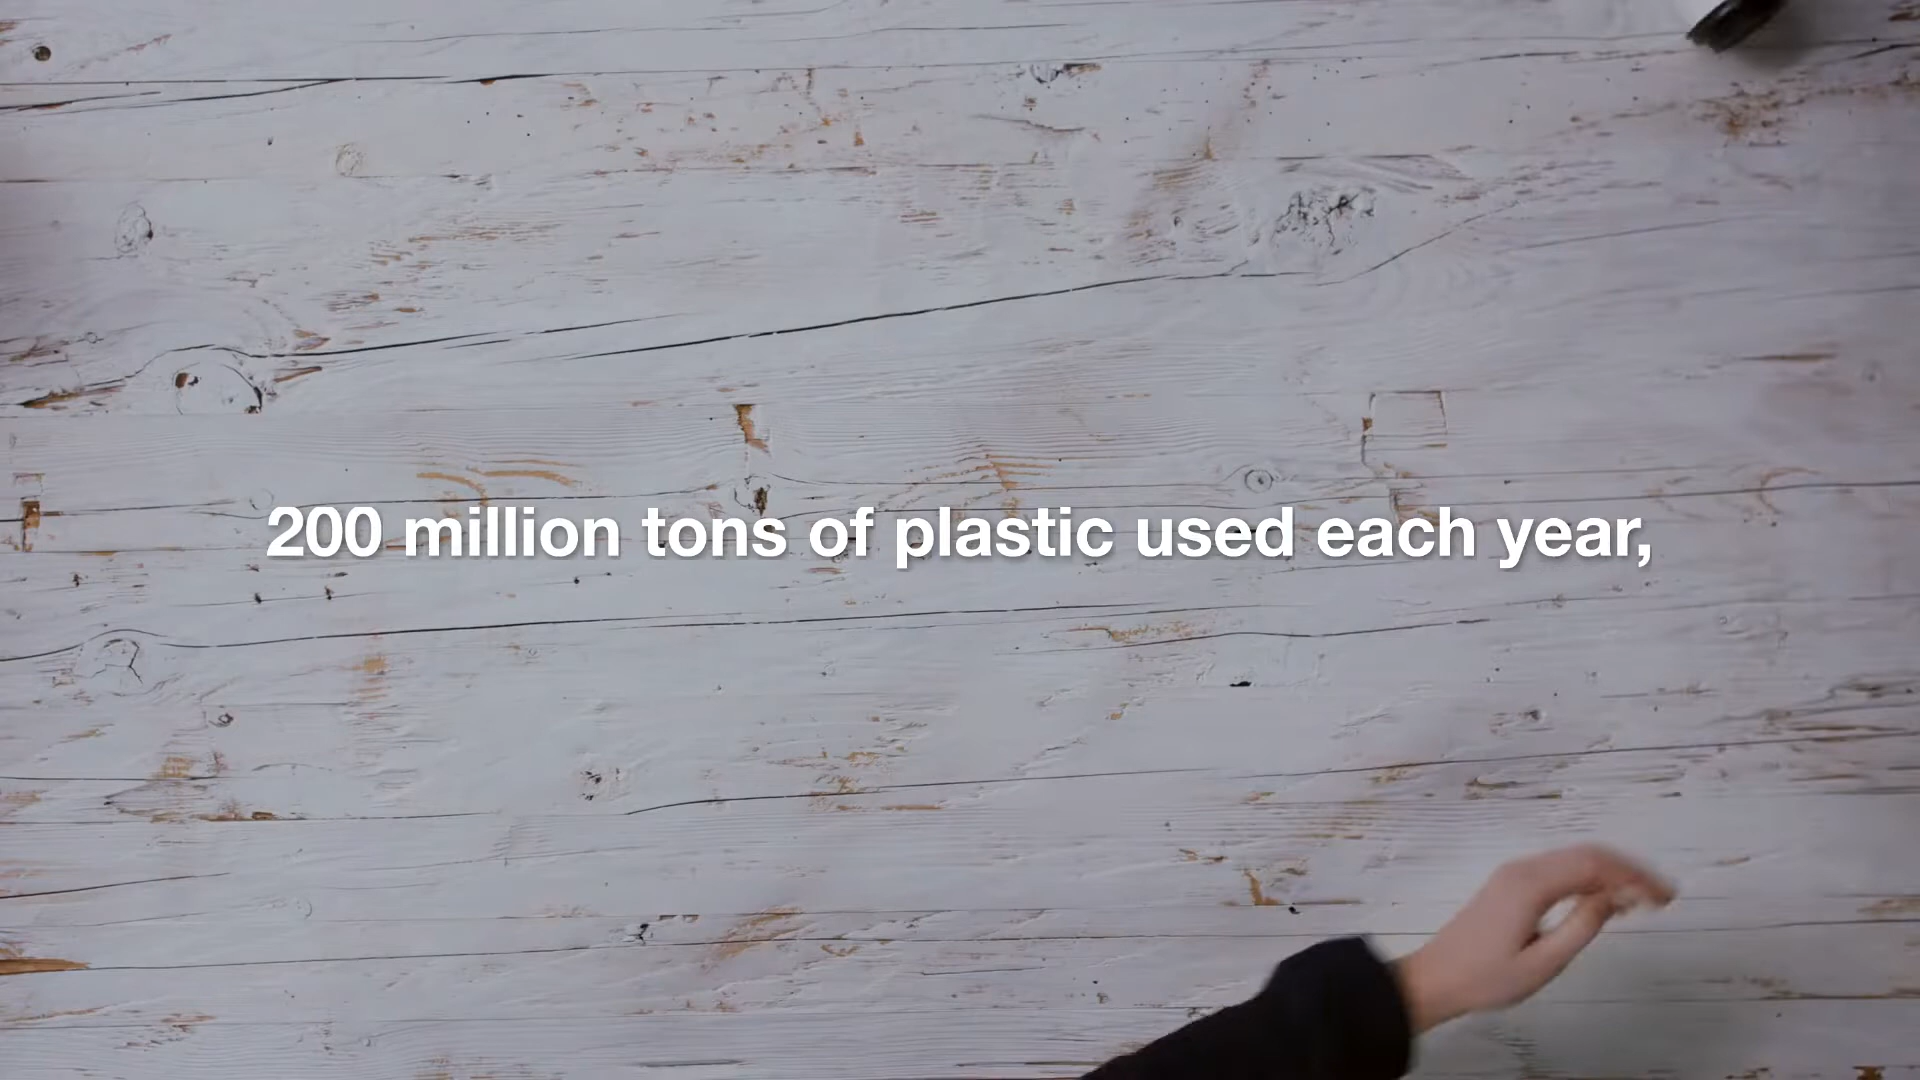 200 million tons of plastic used each year,